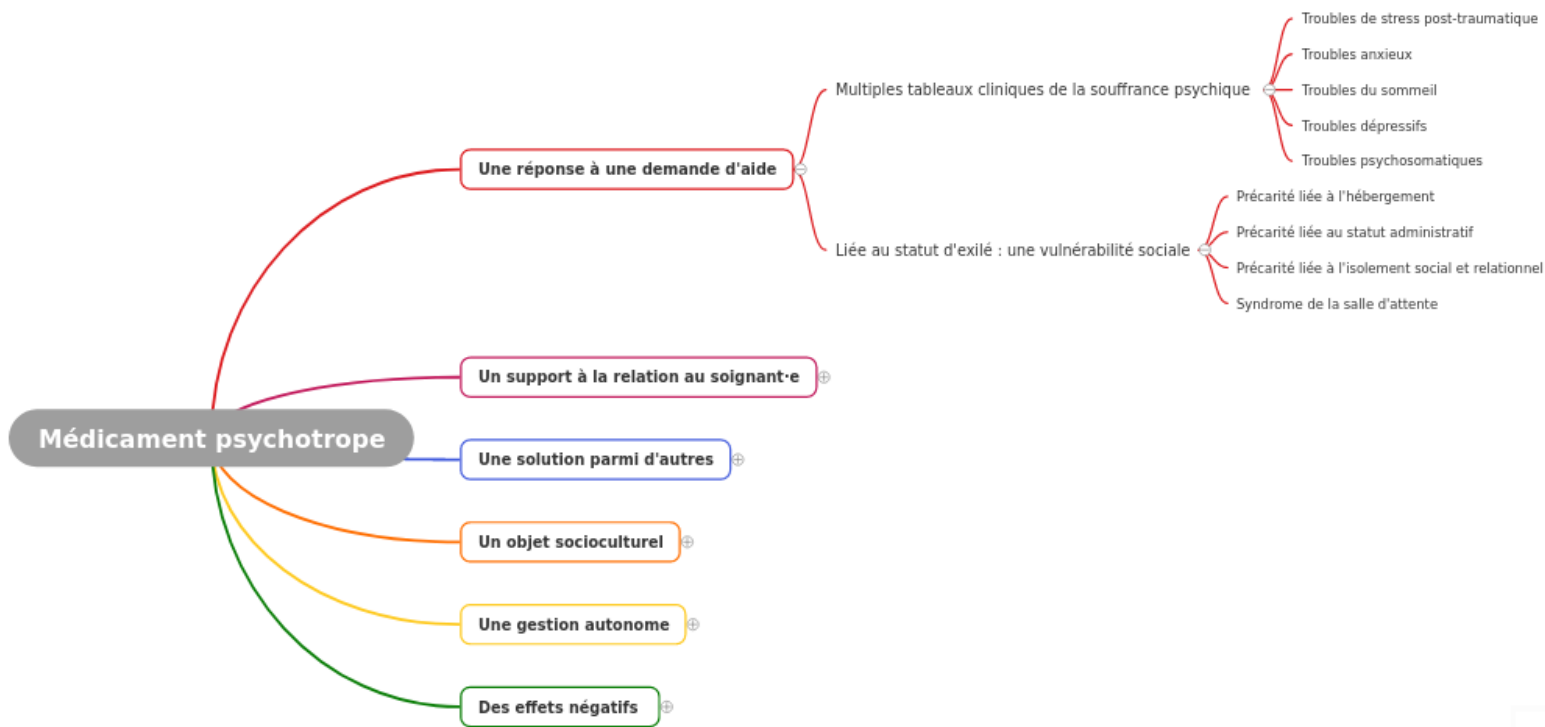 Médicament psychotrope
Une réponse à une demande d'aide
Multiples tableaux cliniques de la souffrance psychique
Troubles de stress post-traumatique
Troubles anxieux
Troubles du sommeil
Troubles dépressifs
Troubles psychosomatiques
Liée au statut d'exilé : une vulnérabilité sociale
Précarité liée à l'hébergement
Précarité liée au statut administratif
Précarité liée à l'isolement social et relationnel
Syndrome de la salle d'attente
Un support à la relation au soignant·e
Une solution parmi d'autres
Un objet socioculturel
Une gestion autonome
Des effets négatifs